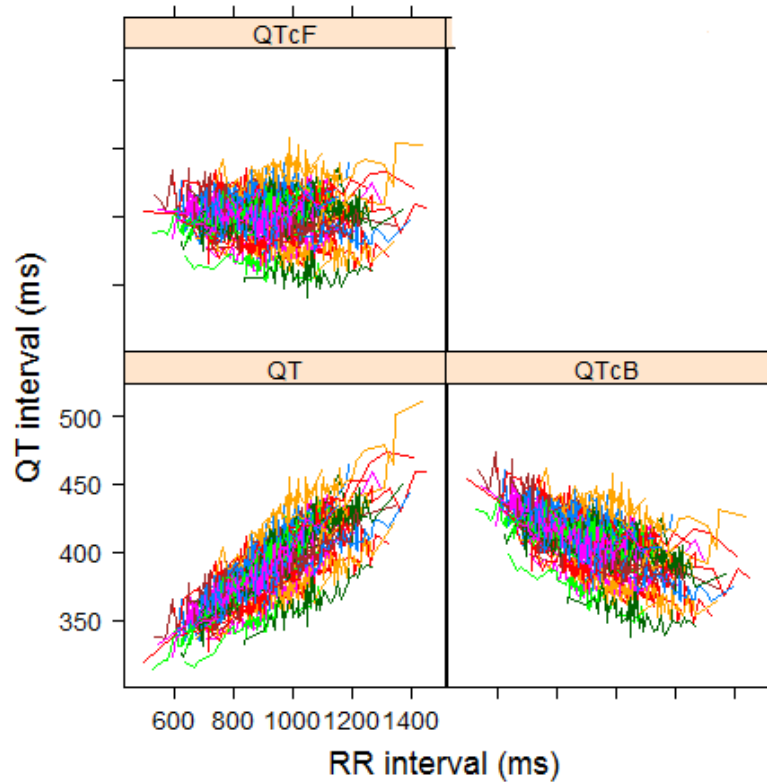 QTcF
QT
QTcB
QT interval (ms)
500
450
400
350
600 800 1000 1200 1400
RR interval (ms)